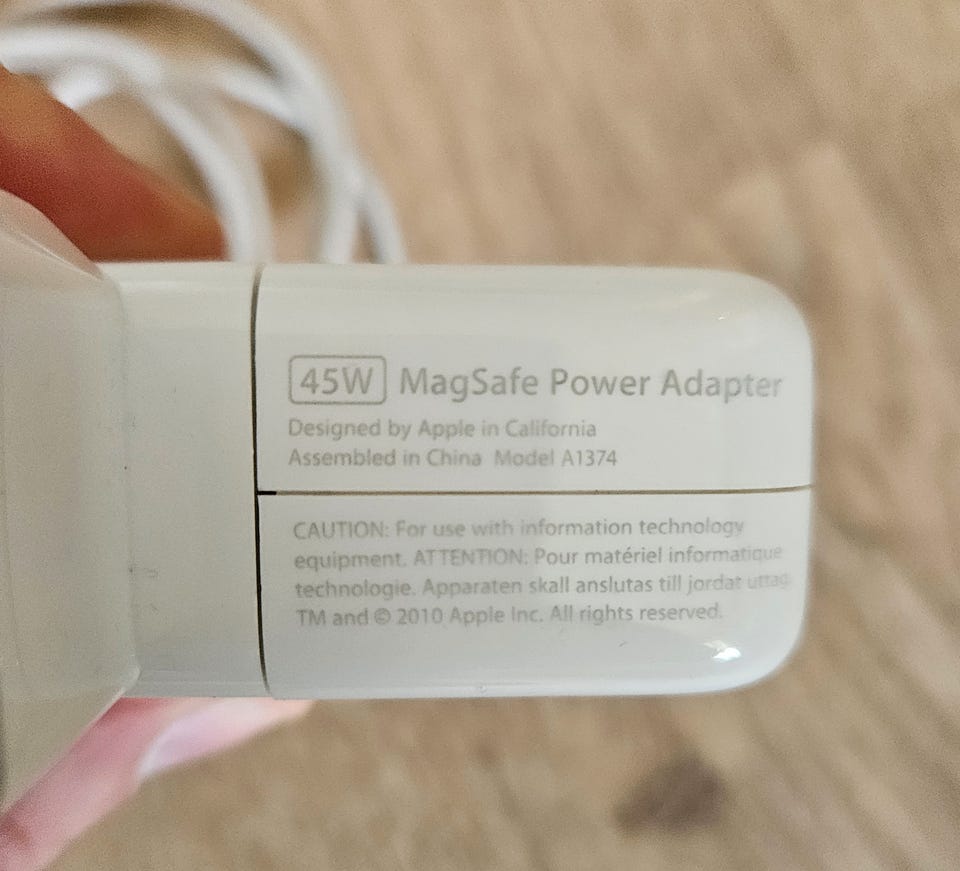 45W MagSafe Power Adapter
Designed by Apple in California
Assembled in China Model A1374
CAUTION: For use with information technology
equipment. ATTENTION: Pour matériel informatique
technologie. Apparaten skall anslutas till jordat uttag
TM and © 2010 Apple Inc. All rights reserved.